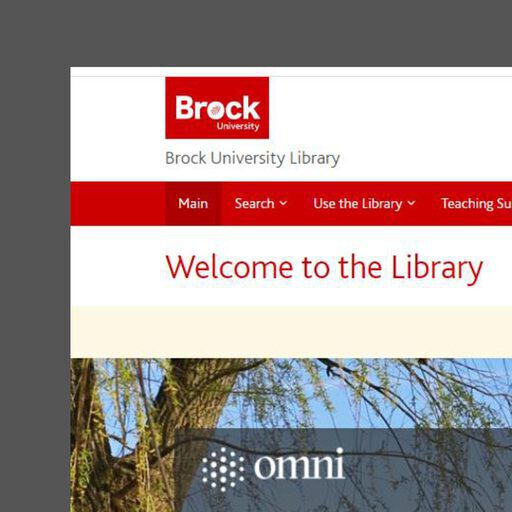 Brock
University
Brock University Library
Main Search Use the Library Teaching Su
Welcome to the Library
omni